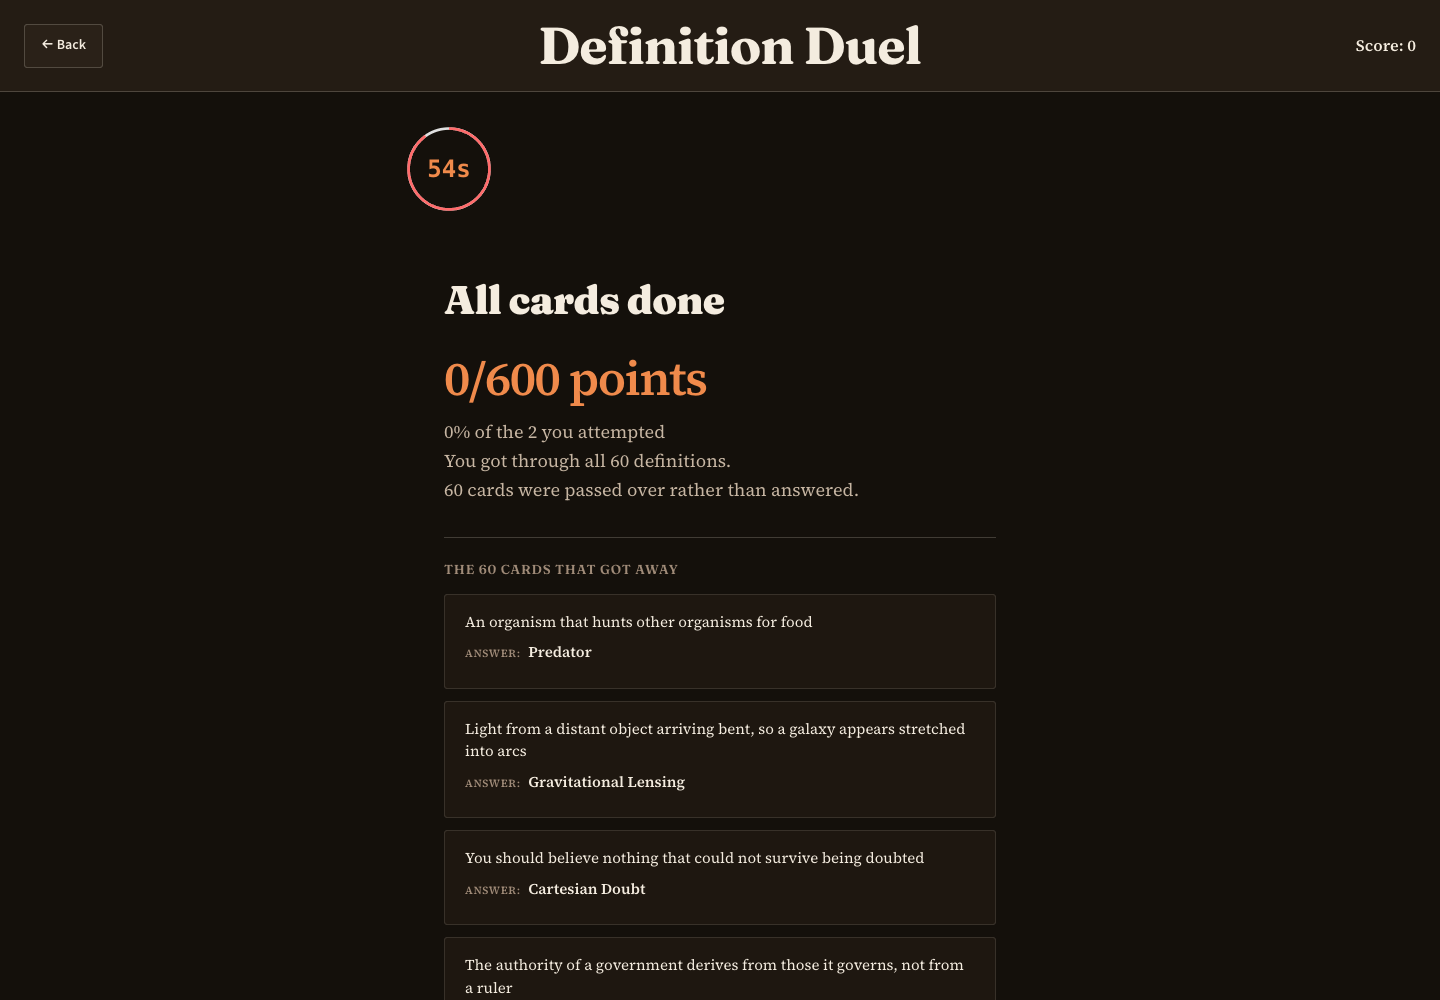 ← Back
Definition Duel
Score: 0
54s
All cards done
0/600 points
0% of the 2 you attempted
You got through all 60 definitions.
60 cards were passed over rather than answered.
THE 60 CARDS THAT GOT AWAY
An organism that hunts other organisms for food
ANSWER: Predator
Light from a distant object arriving bent, so a galaxy appears stretched
into arcs
ANSWER: Gravitational Lensing
You should believe nothing that could not survive being doubted
ANSWER: Cartesian Doubt
The authority of a government derives from those it governs, not from
a ruler